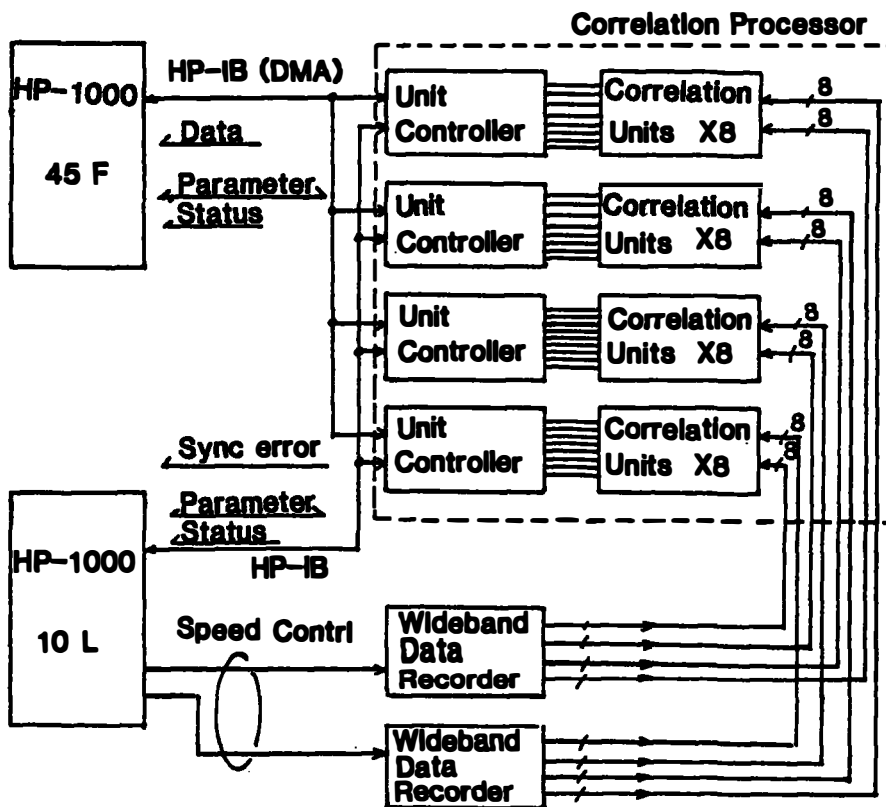 Correlation Processor
HP-1000
45 F
HP-IB (DMA)
Data
Parameter
Status
Unit
Controller
Correlation
Units X8
8
8
Unit
Controller
Correlation
Units X8
8
8
Unit
Controller
Correlation
Units X8
8
8
Unit
Controller
Correlation
Units X8
8
8
Sync error
Parameter
Status
HP-IB
HP-1000
10 L
Speed Contrl
Wideband
Data
Recorder
Wideband
Data
Recorder